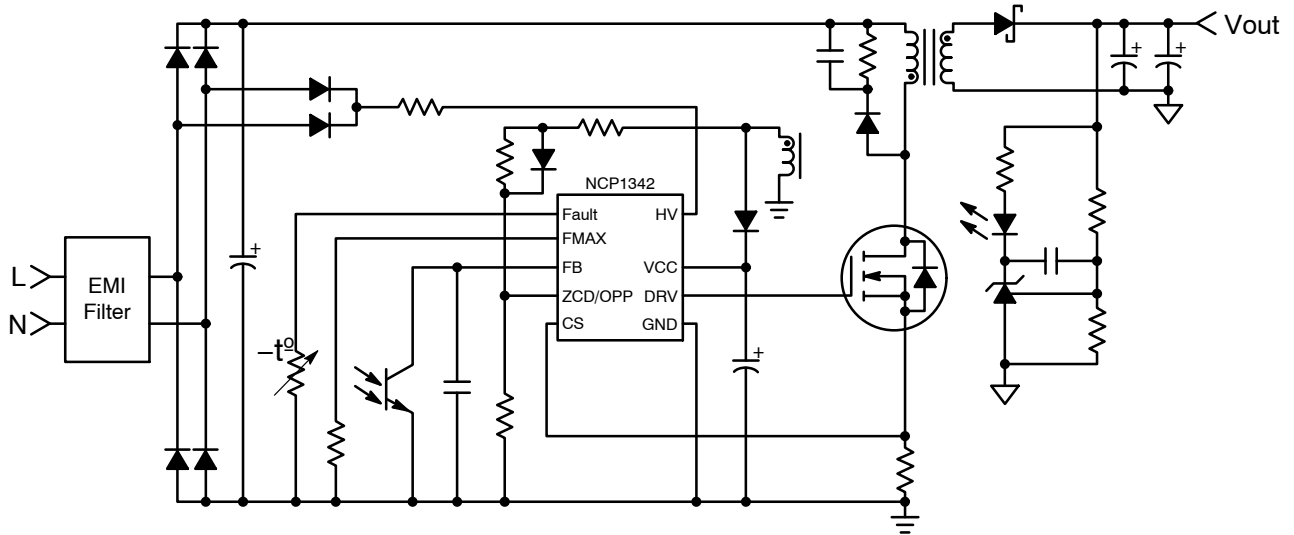 Vout
NCP1342
Fault
HV
FMAX
FB
VCC
ZCD/OPP
DRV
CS
GND
L
N
EMI
Filter
–tº
+
+
+
+